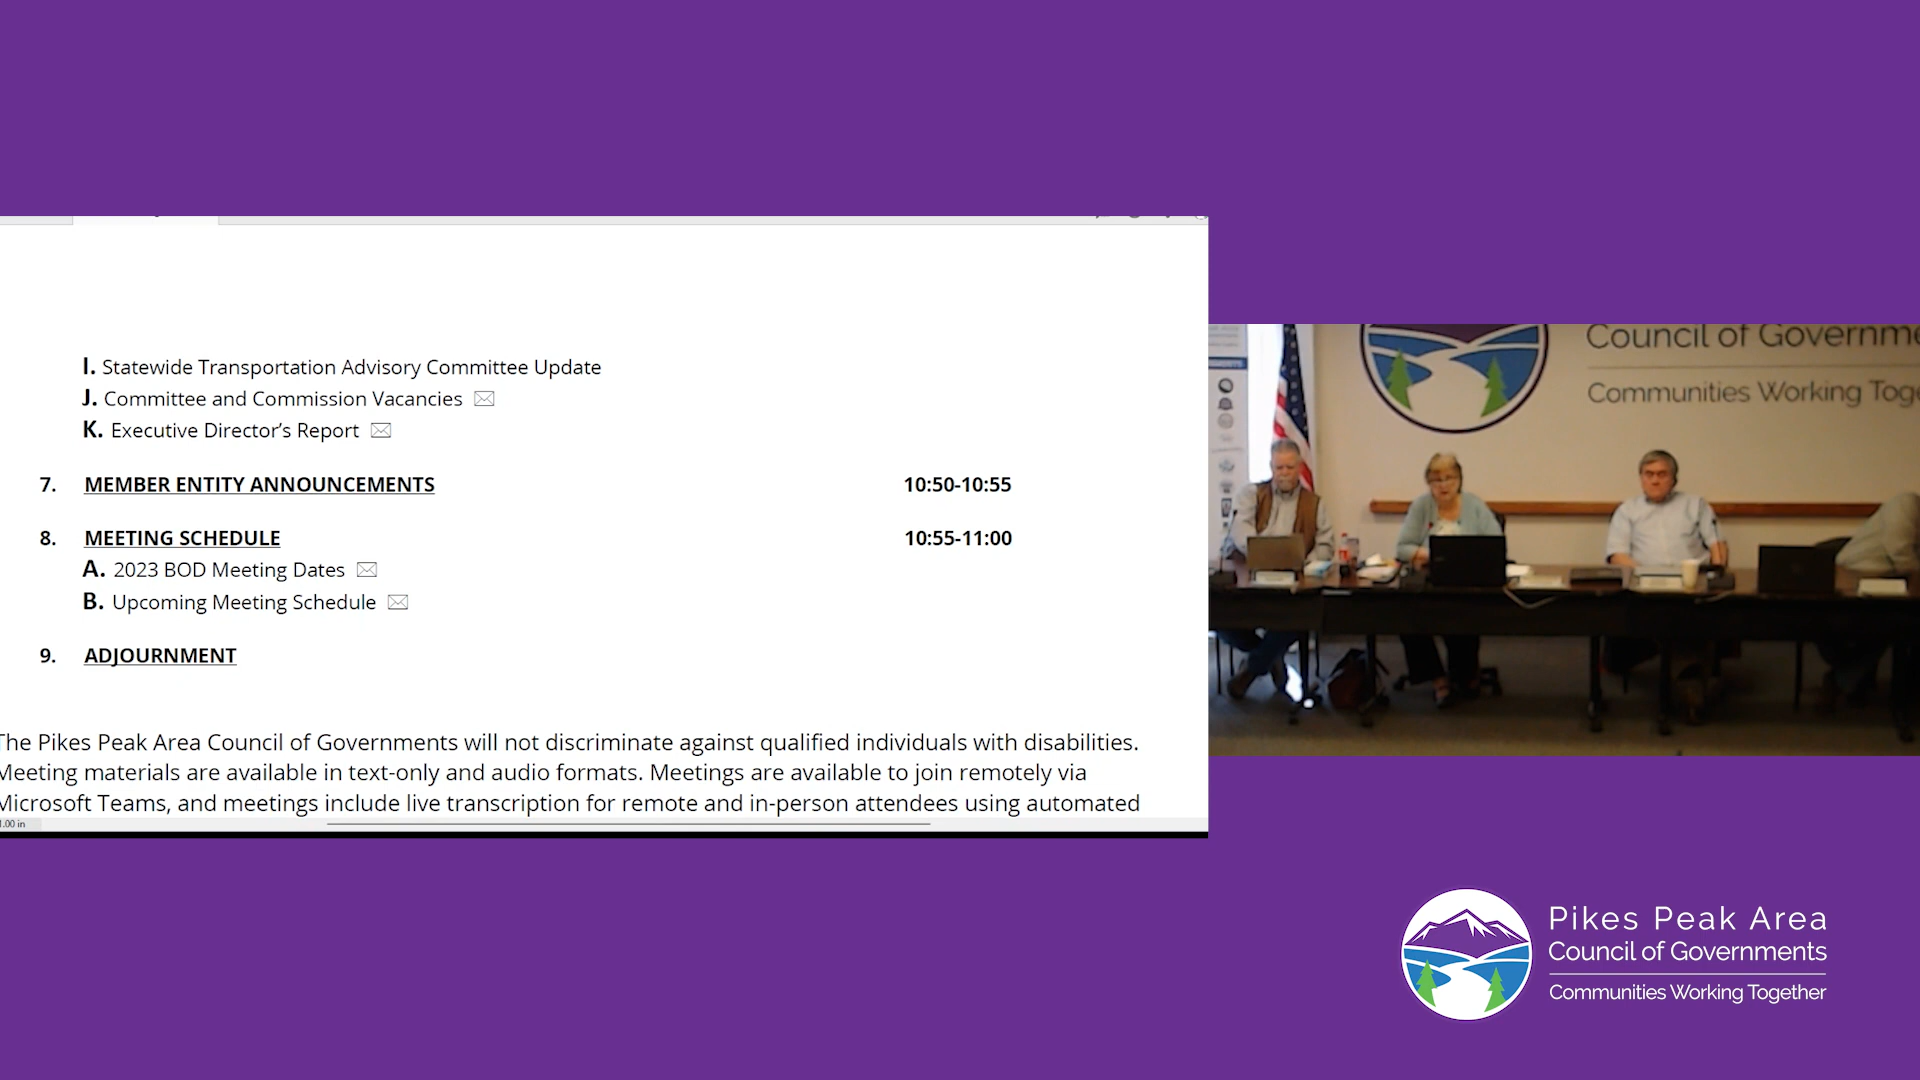 I. Statewide Transportation Advisory Committee Update
J. Committee and Commission Vacancies
K. Executive Director’s Report
7. MEMBER ENTITY ANNOUNCEMENTS 10:50-10:55
8. MEETING SCHEDULE 10:55-11:00
A. 2023 BOD Meeting Dates
B. Upcoming Meeting Schedule
9. ADJOURNMENT
The Pikes Peak Area Council of Governments will not discriminate against qualified individuals with disabilities.
Meeting materials are available in text-only and audio formats. Meetings are available to join remotely via
Microsoft Teams, and meetings include live transcription for remote and in-person attendees using automated
1.00 in
Council of Governme
Communities Working Toge
Pikes Peak Area
Council of Governments
Communities Working Together